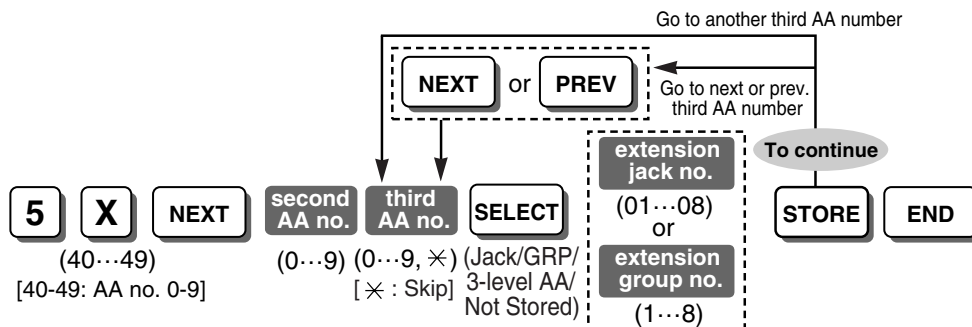 Go to another third AA number
NEXT or PREV
Go to next or prev.
third AA number
To continue
5 X NEXT
second
AA no.
third
AA no.
SELECT
extension
jack no.
(01···08)
or
extension
group no.
(1···8)
STORE END
(40···49)
[40-49: AA no. 0-9]
(0···9) (0···9, ✕)
[ ✕ : Skip]
(Jack/GRP/
3-level AA/
Not Stored)